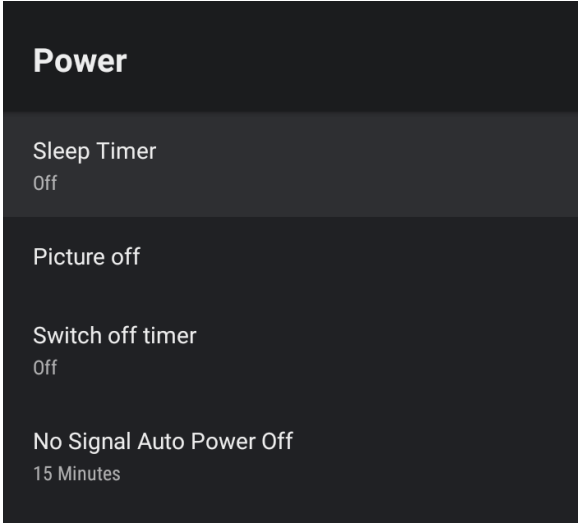 Power
Sleep Timer
Off
Picture off
Switch off timer
Off
No Signal Auto Power Off
15 Minutes